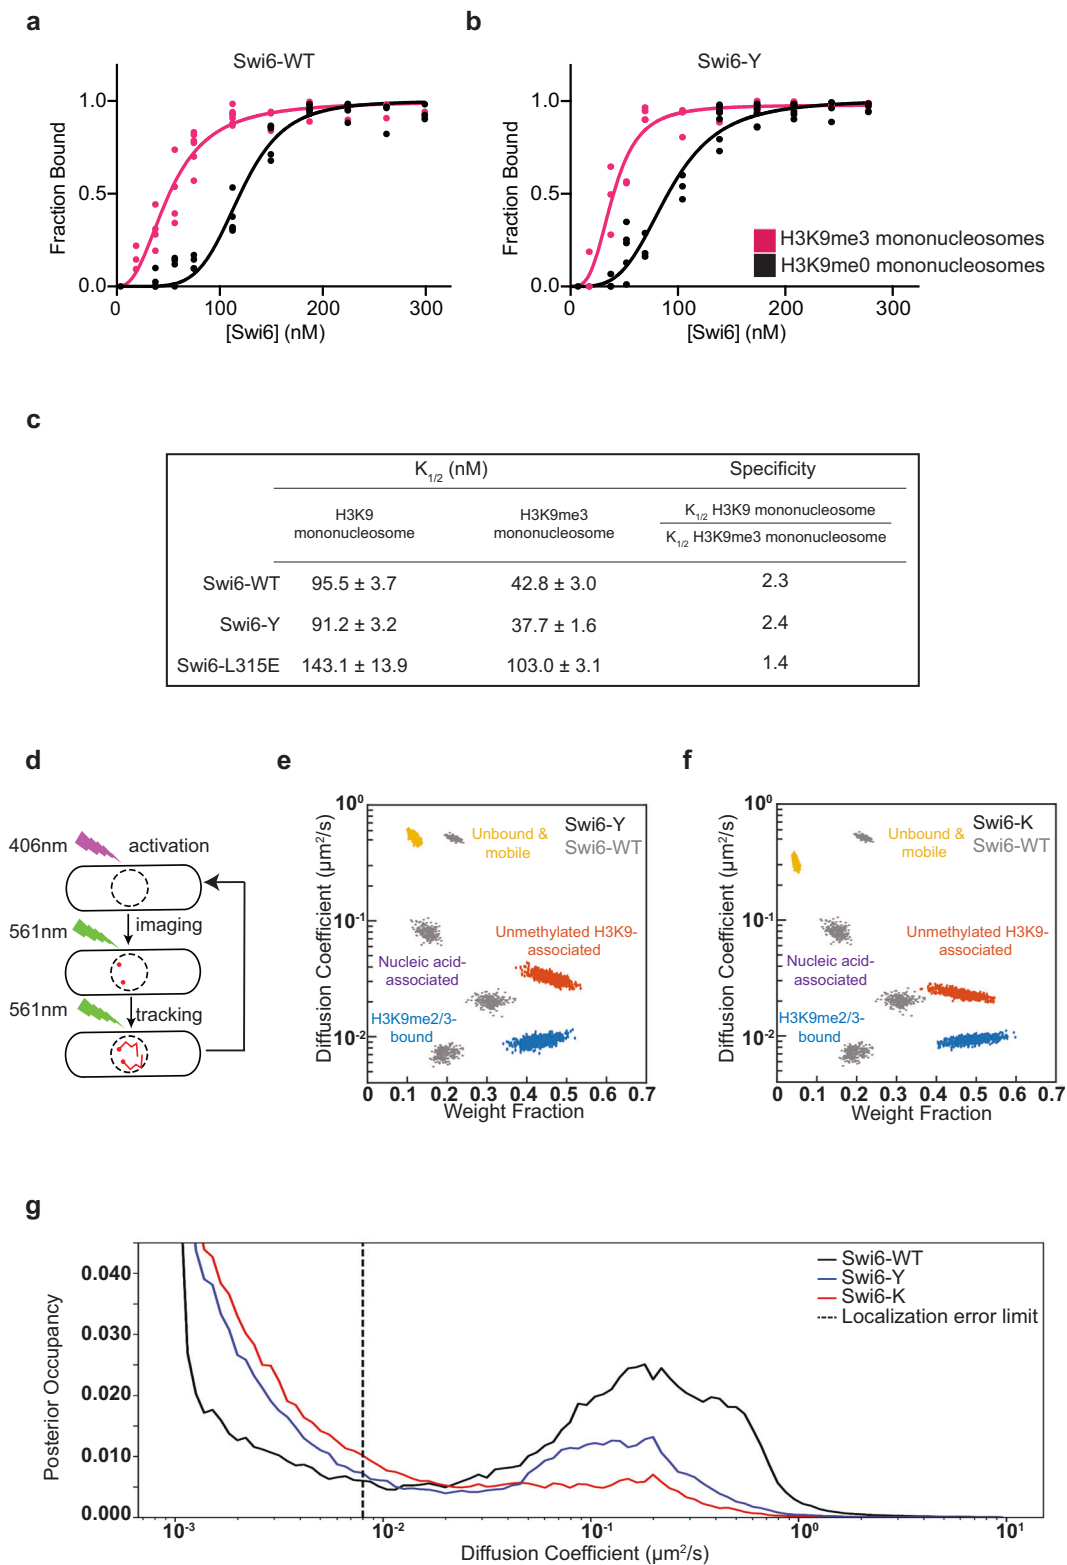 a
Swi6-WT
1.0
0.5
0.0
Fraction Bound
0
100
200
300
[Swi6] (nM)
b
Swi6-Y
1.0
0.5
0.0
Fraction Bound
0
100
200
300
[Swi6] (nM)
H3K9me3 mononucleosomes
H3K9me0 mononucleosomes
c
K1/2 (nM)
Specificity
H3K9
mononucleosome
H3K9me3
mononucleosome
K1/2 H3K9 mononucleosome
K1/2 H3K9me3 mononucleosome
Swi6-WT 95.5 ± 3.7 42.8 ± 3.0 2.3
Swi6-Y 91.2 ± 3.2 37.7 ± 1.6 2.4
Swi6-L315E 143.1 ± 13.9 103.0 ± 3.1 1.4
d
406nm
activation
imaging
561nm
561nm
tracking
e
10⁰
10⁻¹
10⁻²
Diffusion Coefficient (µm²/s)
Unbound &
mobile
Swi6-Y
Swi6-WT
Unmethylated H3K9-
associated
Nucleic acid-
associated
H3K9me2/3-
bound
0 0.1 0.2 0.3 0.4 0.5 0.6 0.7
Weight Fraction
f
10⁰
10⁻¹
10⁻²
Diffusion Coefficient (µm²/s)
Unbound &
mobile
Swi6-K
Swi6-WT
Unmethylated H3K9-
associated
Nucleic acid-
associated
H3K9me2/3-
bound
0 0.1 0.2 0.3 0.4 0.5 0.6 0.7
Weight Fraction
g
0.040
0.030
0.020
0.010
0.000
Posterior Occupancy
Swi6-WT
Swi6-Y
Swi6-K
Localization error limit
10⁻³ 10⁻² 10⁻¹ 10⁰ 10¹
Diffusion Coefficient (µm²/s)